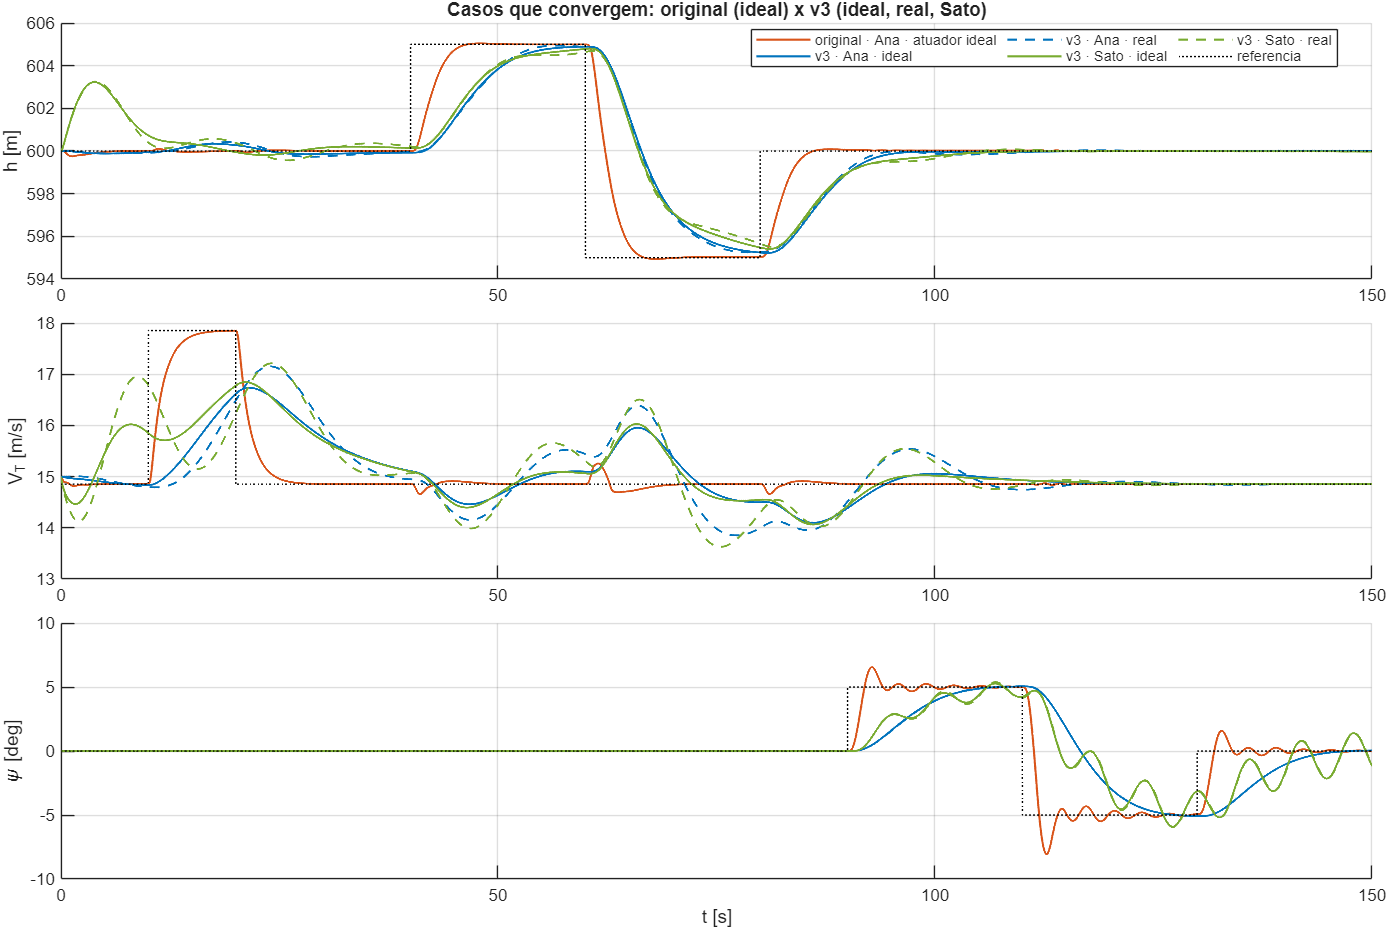 Casos que convergem: original (ideal) x v3 (ideal, real, Sato)
original · Ana · atuador ideal
v3 · Ana · ideal
v3 · Ana · real
v3 · Sato · ideal
v3 · Sato · real
referencia
h [m]
606
604
602
600
598
596
594
0
50
100
150
V_T [m/s]
18
17
16
15
14
13
0
50
100
150
ψ [deg]
10
5
0
-5
-10
0
50
100
150
t [s]